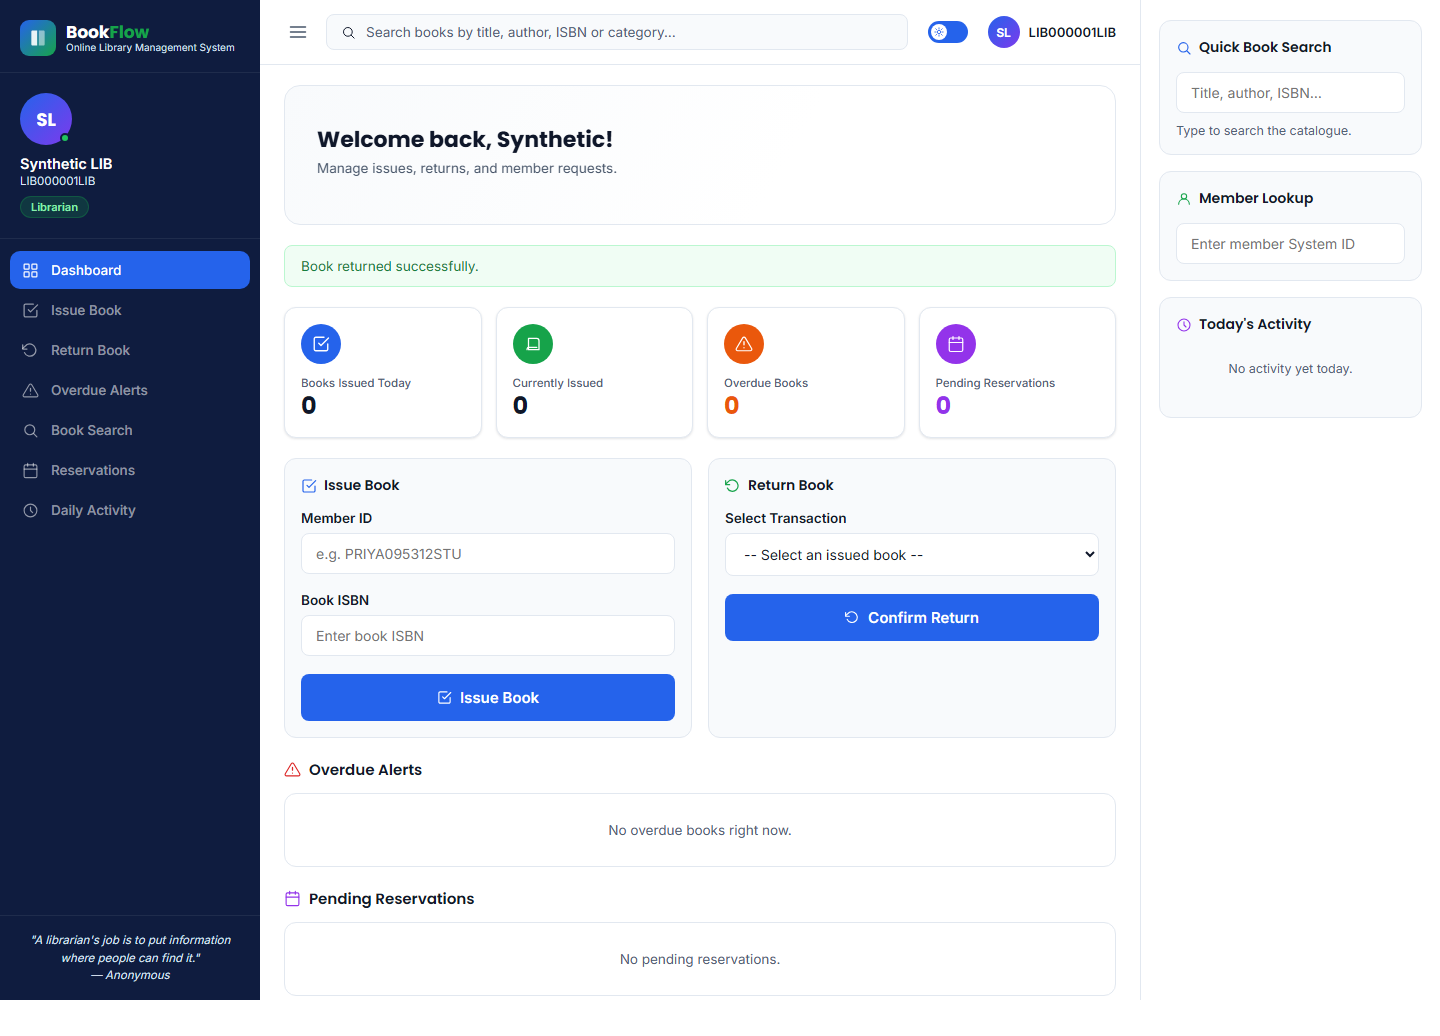 BookFlow
Online Library Management System
SL
Synthetic LIB
LIB000001LIB
Librarian
Dashboard
Issue Book
Return Book
Overdue Alerts
Book Search
Reservations
Daily Activity
"A librarian's job is to put information
where people can find it."
— Anonymous
Search books by title, author, ISBN or category...
SL
LIB000001LIB
Welcome back, Synthetic!
Manage issues, returns, and member requests.
Book returned successfully.
Books Issued Today
0
Currently Issued
0
Overdue Books
0
Pending Reservations
0
Issue Book
Member ID
e.g. PRIYA095312STU
Book ISBN
Enter book ISBN
Issue Book
Return Book
Select Transaction
-- Select an issued book --
Confirm Return
Overdue Alerts
No overdue books right now.
Pending Reservations
No pending reservations.
Quick Book Search
Title, author, ISBN...
Type to search the catalogue.
Member Lookup
Enter member System ID
Today's Activity
No activity yet today.